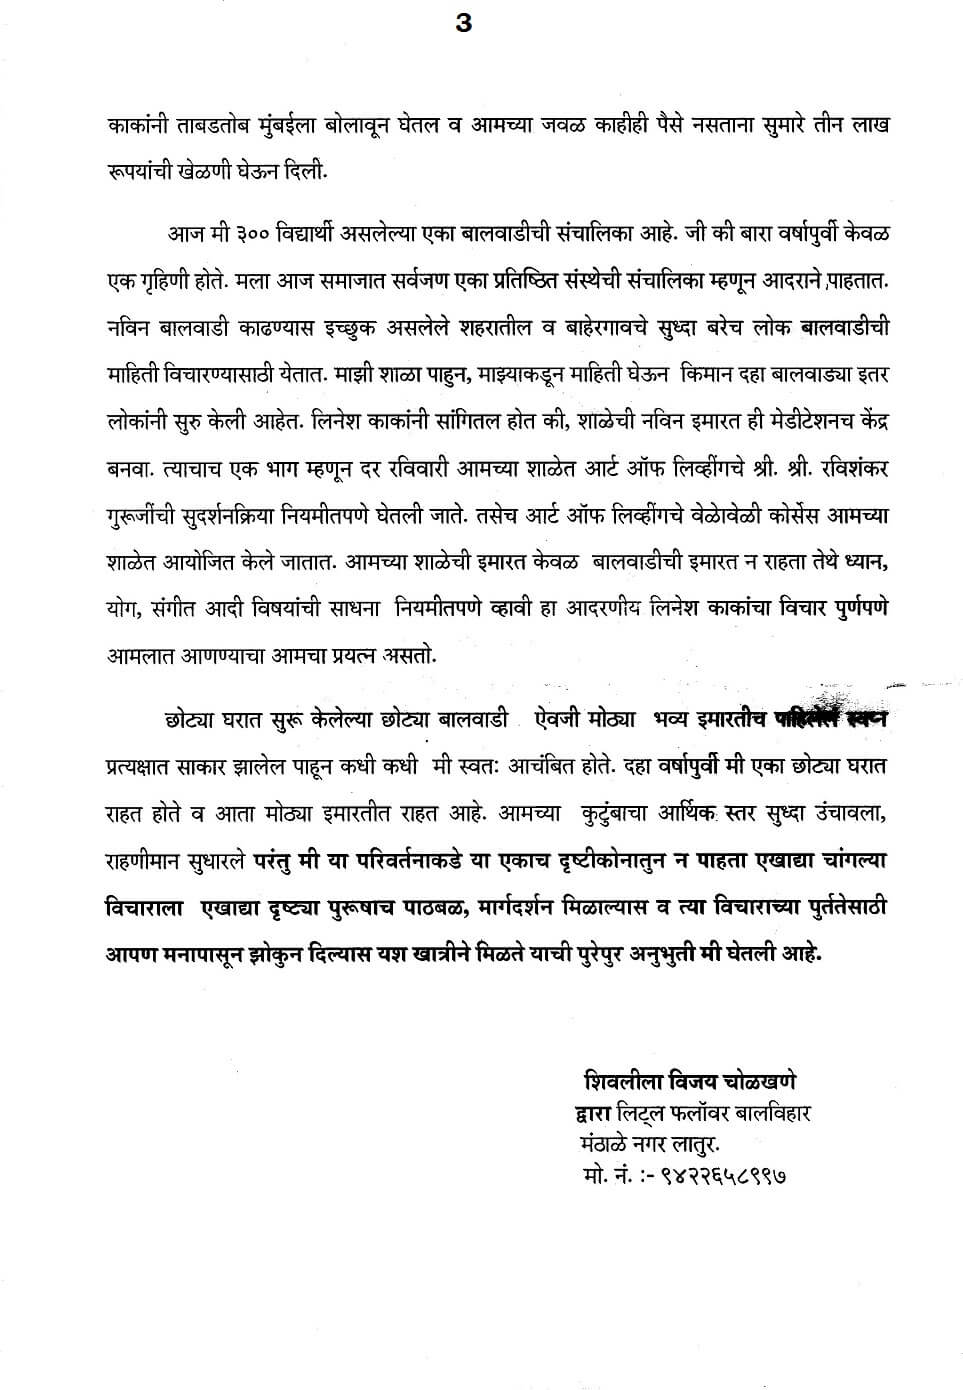 3
काकांनी ताबडतोब मुंबईला बोलावून घेतल व आमच्या जवळ काहीही पैसे नसताना सुमारे तीन लाख
रूपयांची खेळणी घेऊन दिली.
आज मी ३०० विद्यार्थी असलेल्या एका बालवाडीची संचालिका आहे. जी की बारा वर्षापुर्वी केवळ
एक गृहिणी होते. मला आज समाजात सर्वजण एका प्रतिष्ठित संस्थेची संचालिका म्हणून आदराने पाहतात.
नविन बालवाडी काढण्यास इच्छुक असलेले शहरातील व बाहेरगावचे सुध्दा बरेच लोक बालवाडीची
माहिती विचारण्यासाठी येतात. माझी शाळा पाहुन, माझ्याकडून माहिती घेऊन किमान दहा बालवाड्या इतर
लोकांनी सुरु केली आहेत. लिनेश काकांनी सांगितल होत की, शाळेची नविन इमारत ही मेडीटेशनच केंद्र
बनवा. त्याचाच एक भाग म्हणून दर रविवारी आमच्या शाळेत आर्ट ऑफ लिव्हींगचे श्री. श्री. रविशंकर
गुरूजींची सुदर्शनक्रिया नियमीतपणे घेतली जाते. तसेच आर्ट ऑफ लिव्हींगचे वेळोवेळी कोर्सेस आमच्या
शाळेत आयोजित केले जातात. आमच्या शाळेची इमारत केवळ बालवाडीची इमारत न राहता तेथे ध्यान,
योग, संगीत आदी विषयांची साधना नियमीतपणे व्हावी हा आदरणीय लिनेश काकांचा विचार पुर्णपणे
आमलात आणण्याचा आमचा प्रयत्न असतो.
छोट्या घरात सुरू केलेल्या छोट्या बालवाडी ऐवजी मोठ्या भव्य इमारतीच पाहिलेलं स्वप्न
प्रत्यक्षात साकार झालेल पाहून कधी कधी मी स्वतः आचंबित होते. दहा वर्षापुर्वी मी एका छोट्या घरात
राहत होते व आता मोठ्या इमारतीत राहत आहे. आमच्या कुटुंबाचा आर्थिक स्तर सुध्दा उंचावला,
राहणीमान सुधारले परंतु मी या परिवर्तनाकडे या एकाच दृष्टीकोनातुन न पाहता एखाद्या चांगल्या
विचाराला एखाद्या दृष्ट्या पुरूषाच पाठबळ, मार्गदर्शन मिळाल्यास व त्या विचाराच्या पुर्ततेसाठी
आपण मनापासून झोकुन दिल्यास यश खात्रीने मिळते याची पुरेपुर अनुभुती मी घेतली आहे.
शिवलीला विजय चोळखणे
द्वारा लिट्ल फलॉवर बालविहार
मंठाळे नगर लातुर.
मो. नं. :- ९४२२६५८९९७